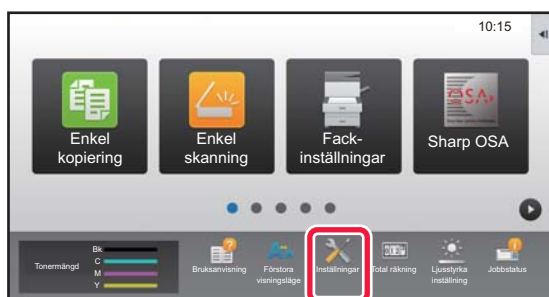 10:15
Enkel
kopiering
Enkel
skanning
Fack-
inställningar
OSA
Sharp OSA
Tonermängd
Bk
C
M
Y
Bruksanvisning
Förstora
visningsläge
Inställningar
Total räkning
Ljusstyrka
inställning
Jobbstatus